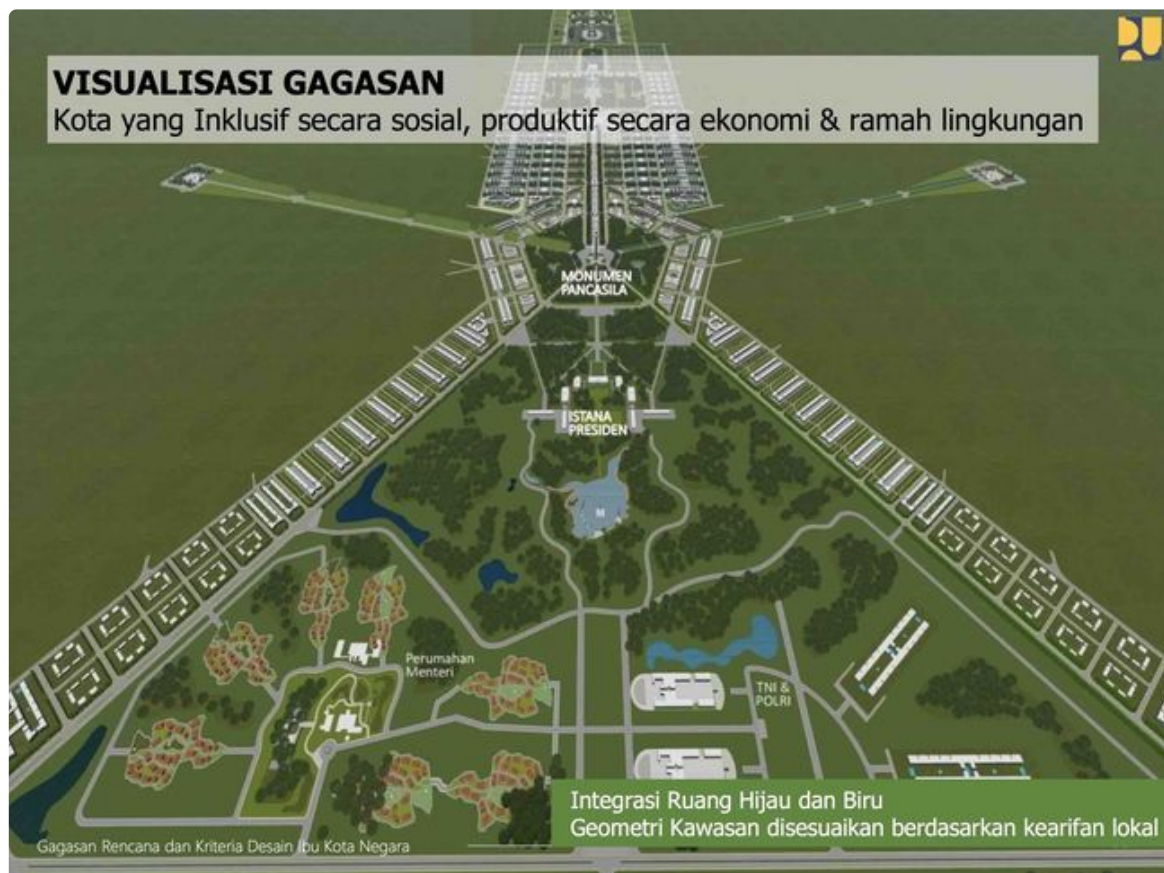 VISUALISASI GAGASAN
Kota yang Inklusif secara sosial, produktif secara ekonomi & ramah lingkungan
MONUMEN
PANCASILA
ISTANA
PRESIDEN
M
Perumahan
Menteri
TNI &
POLRI
Integrasi Ruang Hijau dan Biru
Geometri Kawasan disesuaikan berdasarkan kearifan lokal
Gagasan Rencana dan Kriteria Desain Ibu Kota Negara